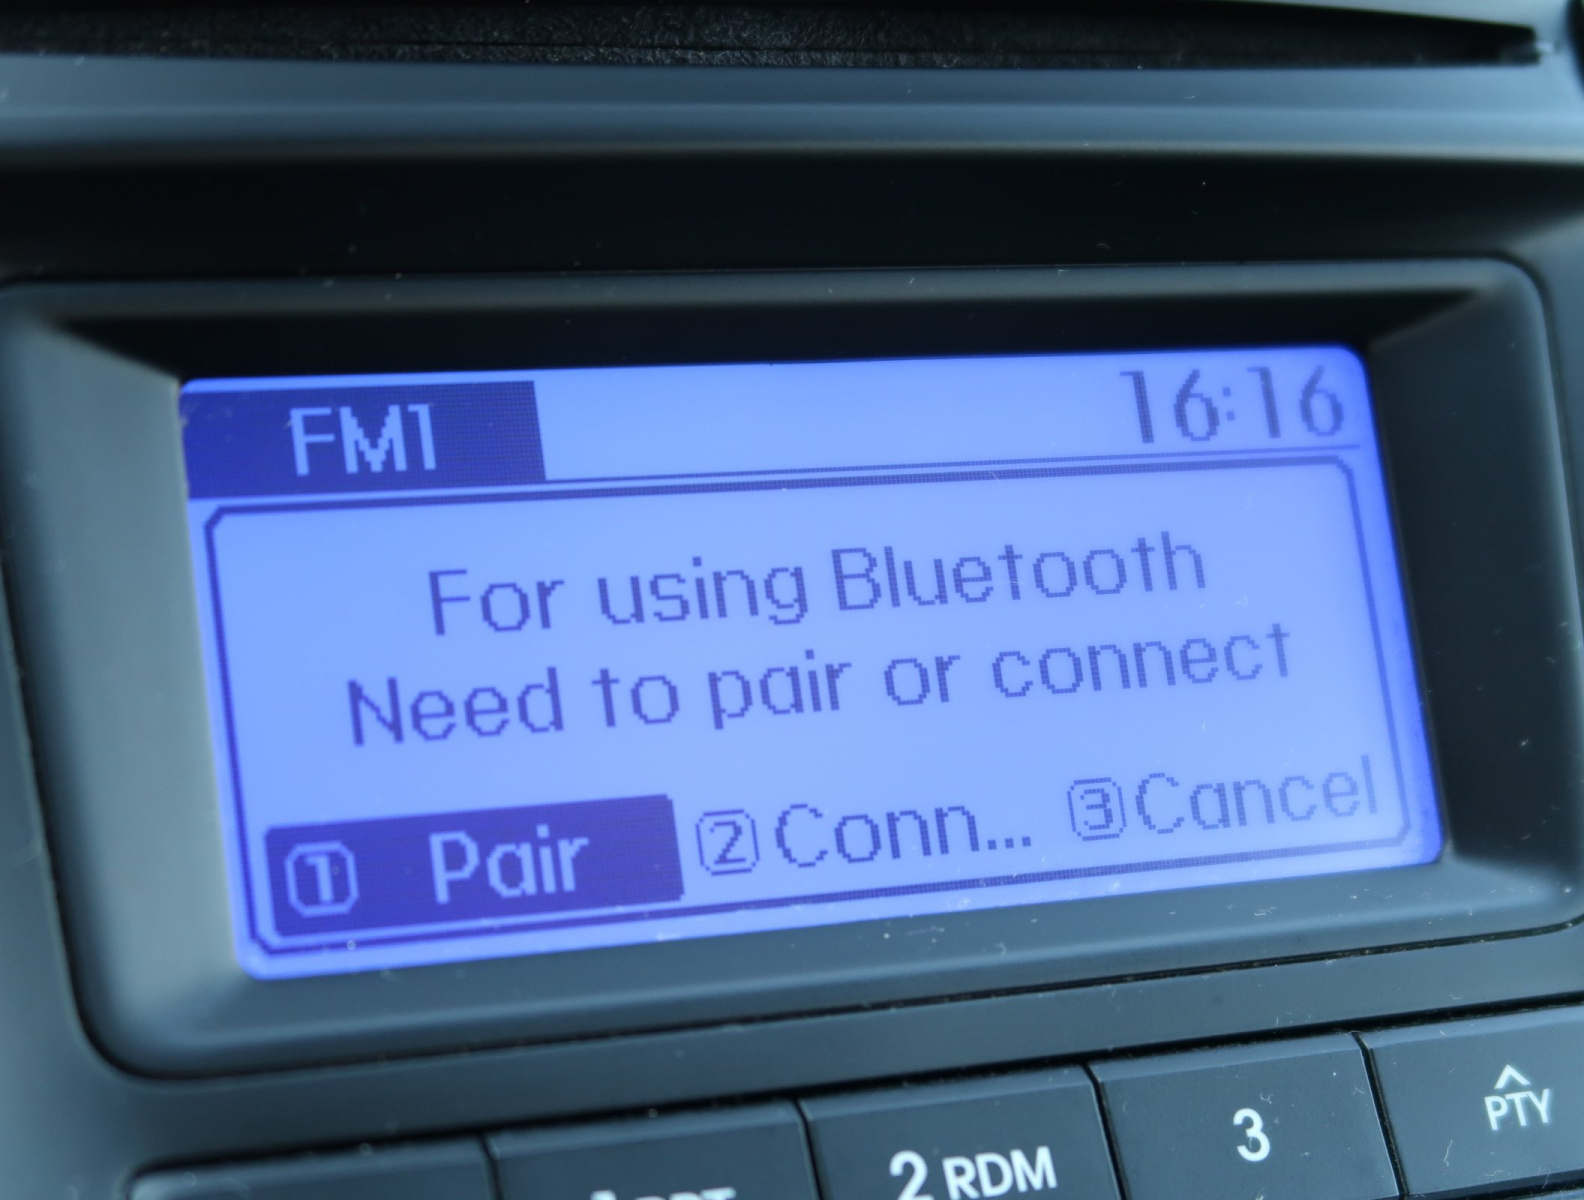 FM1 16:16
For using Bluetooth
Need to pair or connect
1 Pair 2 Conn... 3 Cancel
2 RDM 3 PTY